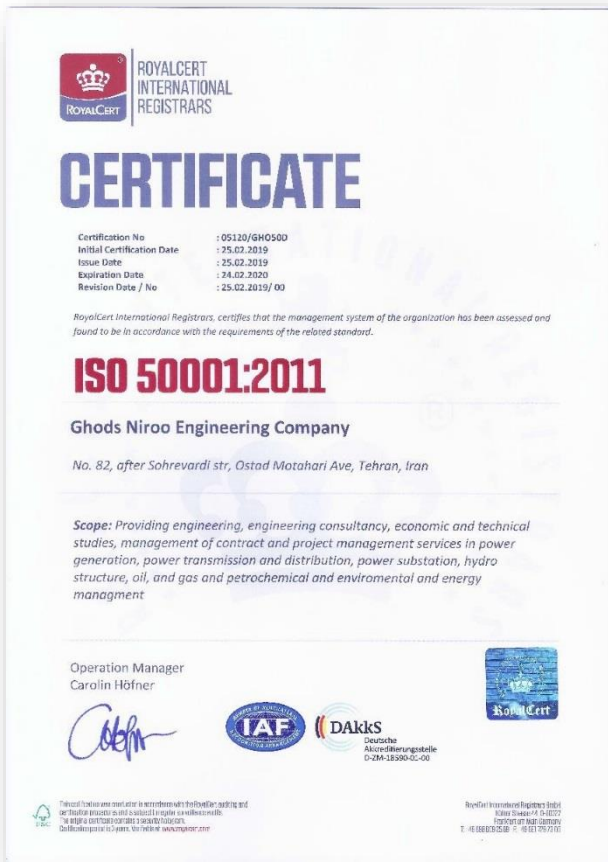 ROYALCERT
INTERNATIONAL
REGISTRARS
ROYALCERT
CERTIFICATE
Certification No : 05120/GHO50D
Initial Certification Date : 25.02.2019
Issue Date : 25.02.2019
Expiration Date : 24.02.2020
Revision Date / No : 25.02.2019/ 00
RoyalCert International Registrars, certifies that the management system of the organization has been assessed and
found to be in accordance with the requirements of the related standard.
ISO 50001:2011
Ghods Niroo Engineering Company
No. 82, after Sohrevardi str, Ostad Motahari Ave, Tehran, Iran
Scope: Providing engineering, engineering consultancy, economic and technical
studies, management of contract and project management services in power
generation, power transmission and distribution, power substation, hydro
structure, oil, and gas and petrochemical and enviromental and energy
managment
Operation Manager
Carolin Höfner
IAF
DAkkS
Deutsche
Akkreditierungsstelle
D-ZM-18590-01-00
RoyalCert
FSC
RoyalCert International Registrars GmbH